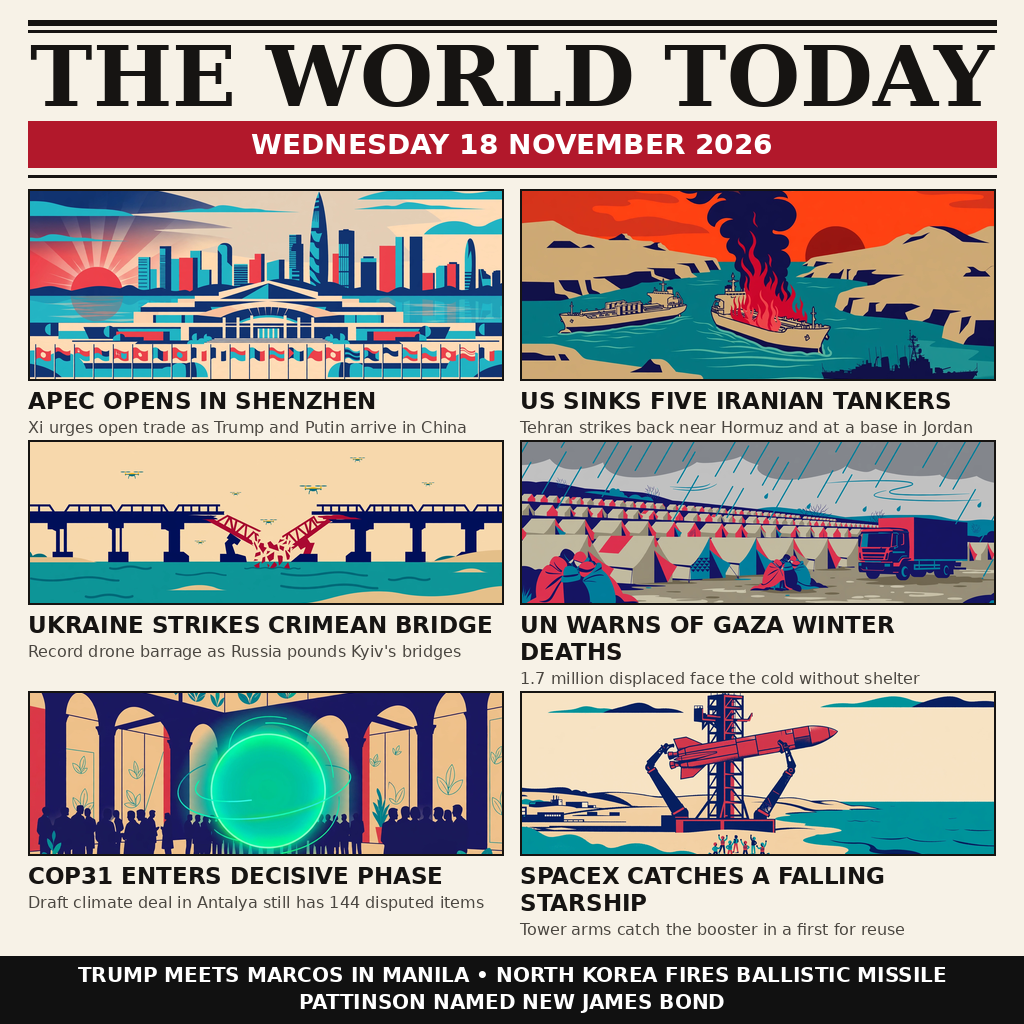 THE WORLD TODAY
WEDNESDAY 18 NOVEMBER 2026
APEC OPENS IN SHENZHEN
Xi urges open trade as Trump and Putin arrive in China
US SINKS FIVE IRANIAN TANKERS
Tehran strikes back near Hormuz and at a base in Jordan
UKRAINE STRIKES CRIMEAN BRIDGE
Record drone barrage as Russia pounds Kyiv's bridges
UN WARNS OF GAZA WINTER
DEATHS
1.7 million displaced face the cold without shelter
COP31 ENTERS DECISIVE PHASE
Draft climate deal in Antalya still has 144 disputed items
SPACEX CATCHES A FALLING
STARSHIP
Tower arms catch the booster in a first for reuse
TRUMP MEETS MARCOS IN MANILA • NORTH KOREA FIRES BALLISTIC MISSILE
PATTINSON NAMED NEW JAMES BOND